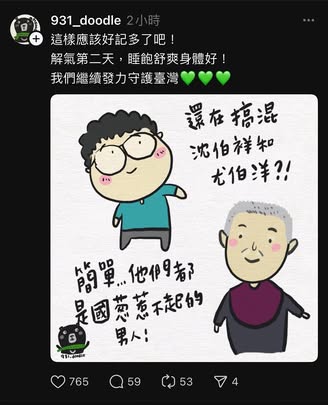 931_doodle 2小時
這樣應該好記多了吧！
解氣第二天，睡飽舒爽身體好！
我們繼續發力守護臺灣💚💚💚
還在搞混
沈伯祥和
尤伯洋?!
簡單...他們都
是國葱惹不起的
男人!
931_doodle
765 59 53 4